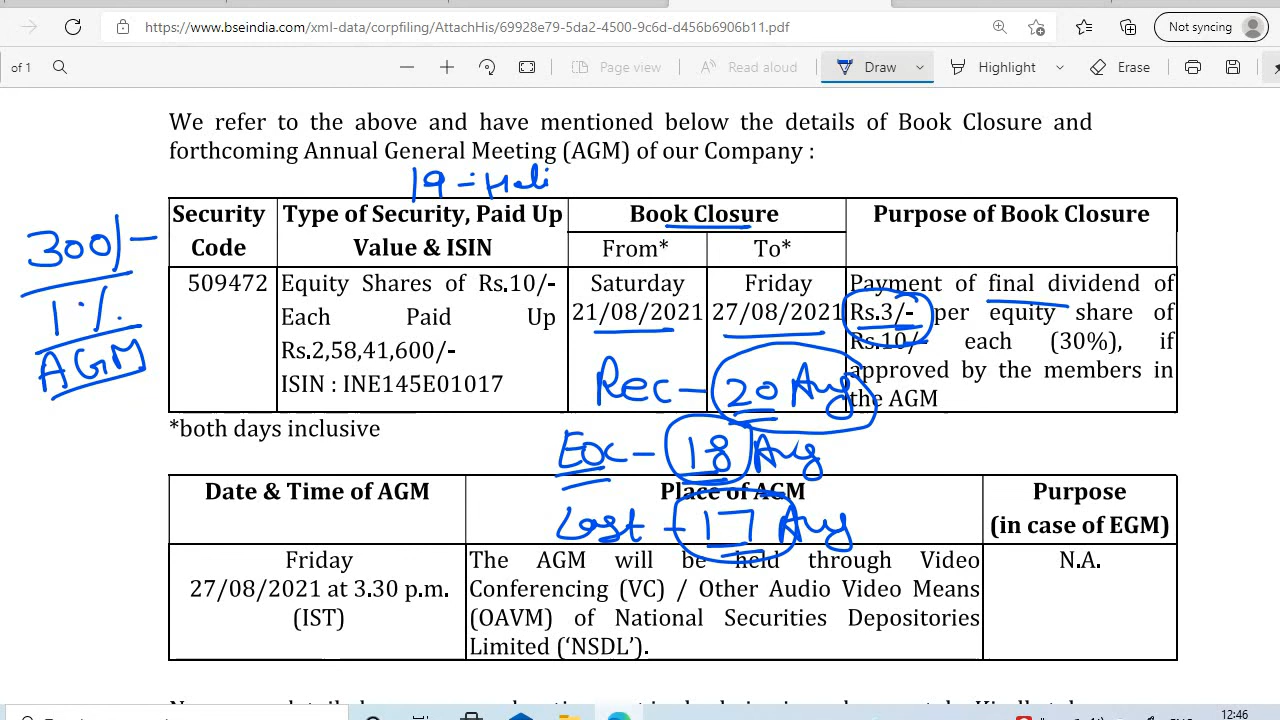 https://www.bseindia.com/xml-data/corpfiling/AttachHis/69928e79-5da2-4500-9c6d-d456b6906b11.pdf
Not syncing
of 1
Page view
Read aloud
Draw
Highlight
Erase
We refer to the above and have mentioned below the details of Book Closure and
forthcoming Annual General Meeting (AGM) of our Company :
19 = Holi
300/-
1%
AGM
Security
Code
Type of Security, Paid Up
Value & ISIN
Book Closure
From*
To*
Purpose of Book Closure
509472
Equity Shares of Rs.10/-
Each Paid Up
Rs.2,58,41,600/-
ISIN : INE145E01017
Saturday
21/08/2021
Friday
27/08/2021
Payment of final dividend of
Rs.3/- per equity share of
Rs.10/- each (30%), if
approved by the members in
the AGM
Rec - 20 Aug
*both days inclusive
EOC - 18 Aug
Last - 17 Aug
Date & Time of AGM
Place of AGM
Purpose
(in case of EGM)
Friday
27/08/2021 at 3.30 p.m.
(IST)
The AGM will be held through Video
Conferencing (VC) / Other Audio Video Means
(OAVM) of National Securities Depositories
Limited ('NSDL').
N.A.
12:46